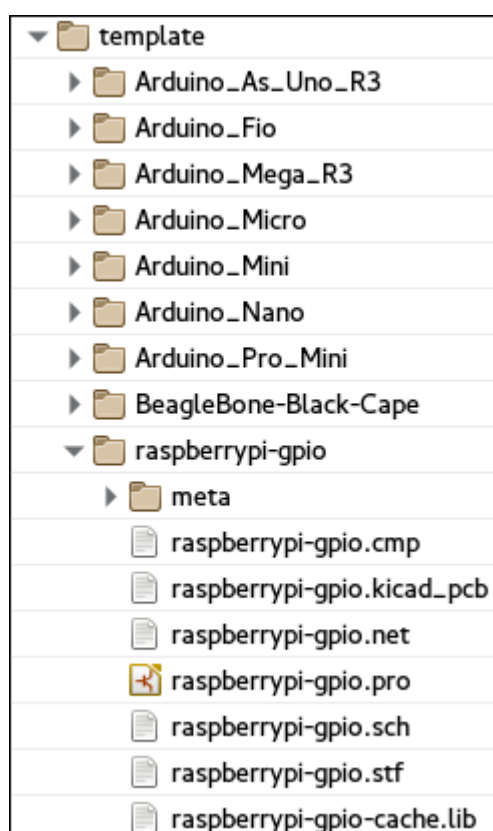 template
Arduino_As_Uno_R3
Arduino_Fio
Arduino_Mega_R3
Arduino_Micro
Arduino_Mini
Arduino_Nano
Arduino_Pro_Mini
BeagleBone-Black-Cape
raspberrypi-gpio
meta
raspberrypi-gpio.cmp
raspberrypi-gpio.kicad_pcb
raspberrypi-gpio.net
raspberrypi-gpio.pro
raspberrypi-gpio.sch
raspberrypi-gpio.stf
raspberrypi-gpio-cache.lib